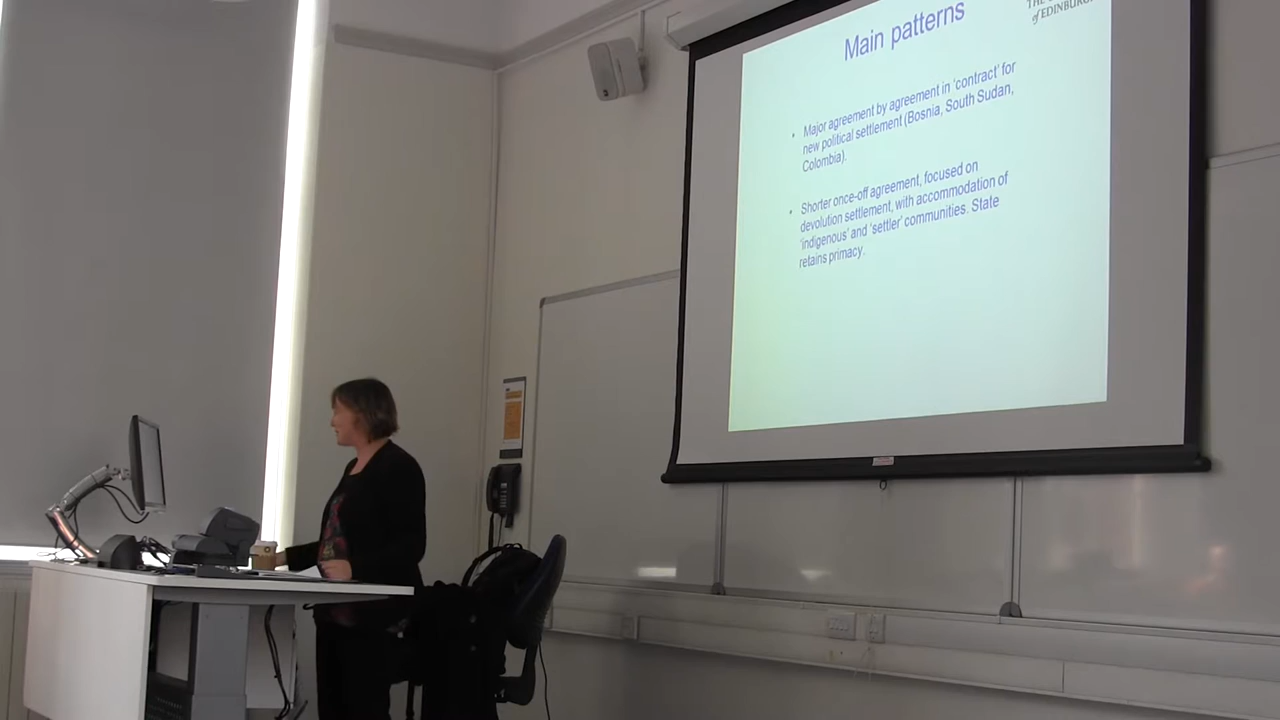 Main patterns
of EDINBURGH
• Major agreement by agreement in 'contract' for
new political settlement (Bosnia, South Sudan,
Colombia).
• Shorter once-off agreement, focused on
devolution settlement, with accommodation of
'indigenous' and 'settler' communities. State
retains primacy.